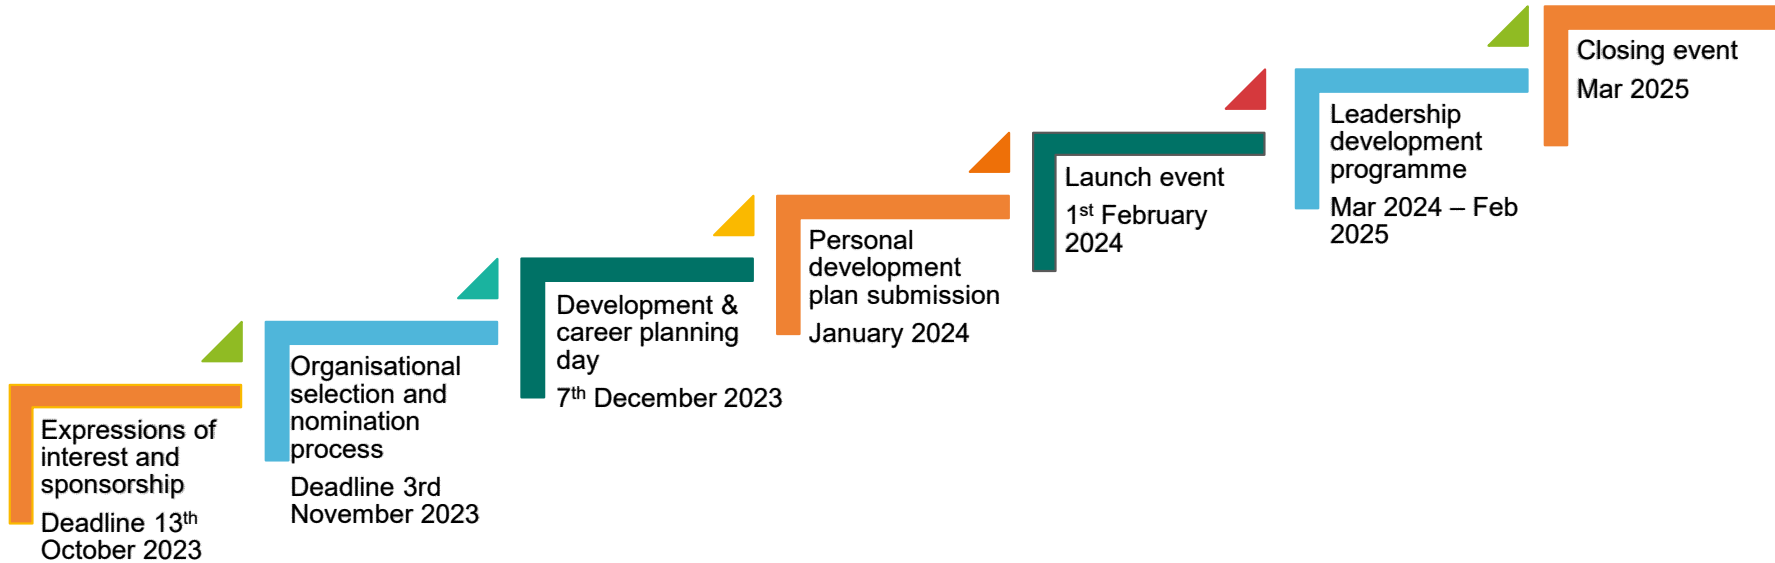 Expressions of
interest and
sponsorship
Deadline 13th
October 2023
Organisational
selection and
nomination
process
Deadline 3rd
November 2023
Development &
career planning
day
7th December 2023
Personal
development
plan submission
January 2024
Launch event
1st February
2024
Leadership
development
programme
Mar 2024 – Feb
2025
Closing event
Mar 2025